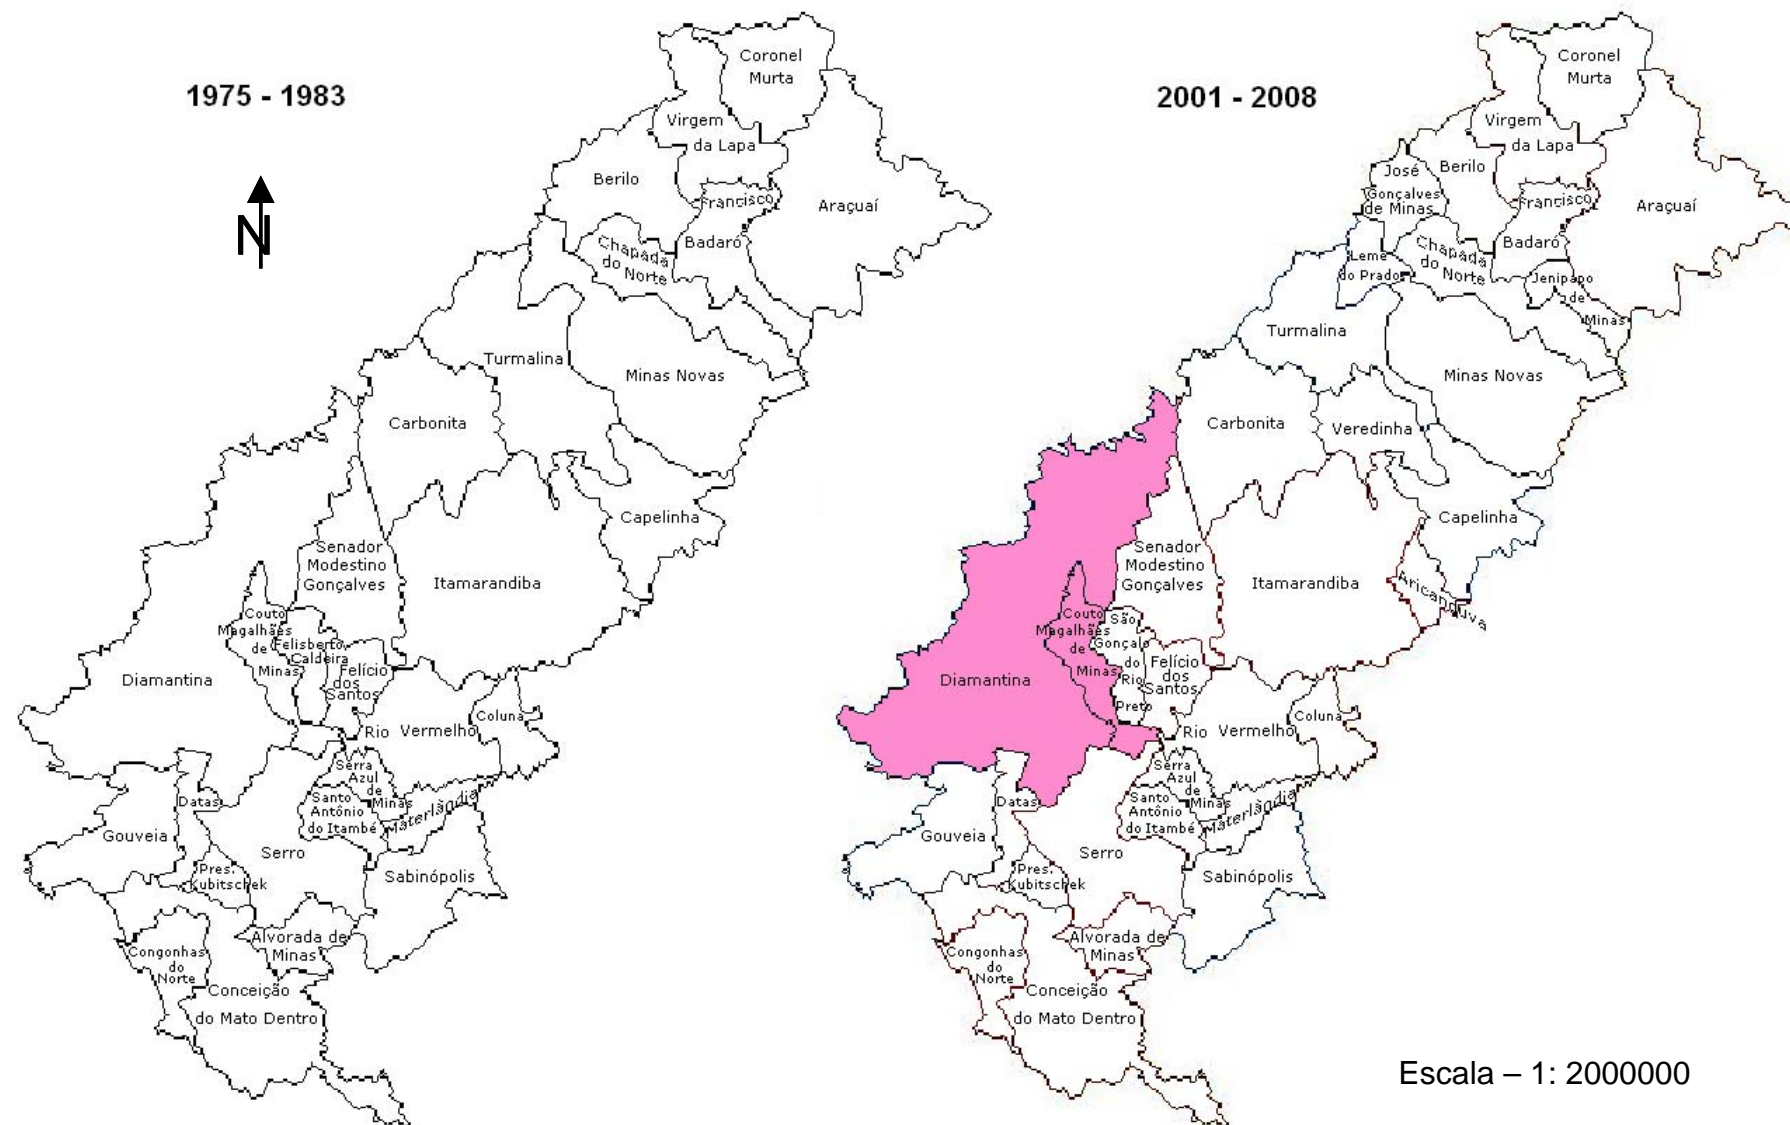 1975 - 1983
N
Coronel
Murta
Virgem
da Lapa
Berilo
Francisco
Badaró
Araçuaí
Chapada
do Norte
Turmalina
Minas Novas
Carbonita
Capelinha
Senador
Modestino
Gonçalves
Itamarandiba
Couto
Magalhães
de
Minas
Felisberto
Caldeira
Felício
dos
Santos
Diamantina
Rio Vermelho
Coluna
Serra
Azul
de
Minas
Datas
Santo
Antônio
do Itambé
Materlândia
Gouveia
Serro
Pres.
Kubitschek
Sabinópolis
Alvorada de
Minas
Congonhas
do
Norte
Conceição
do Mato Dentro
2001 - 2008
Coronel
Murta
Virgem
da Lapa
José
Gonçalves
de Minas
Berilo
Francisco
Badaró
Araçuaí
Leme
do Prado
Chapada
do Norte
Jenipapo
de
Minas
Turmalina
Minas Novas
Carbonita
Veredinha
Capelinha
Senador
Modestino
Gonçalves
Itamarandiba
Aricanduva
Couto
Magalhães
de
Minas
São
Gonçalo
do
Rio
Preto
Felício
dos
Santos
Diamantina
Rio Vermelho
Coluna
Serra
Azul
de
Minas
Datas
Santo
Antônio
do Itambé
Materlândia
Gouveia
Serro
Pres.
Kubitschek
Sabinópolis
Alvorada de
Minas
Congonhas
do
Norte
Conceição
do Mato Dentro
Escala – 1: 2000000